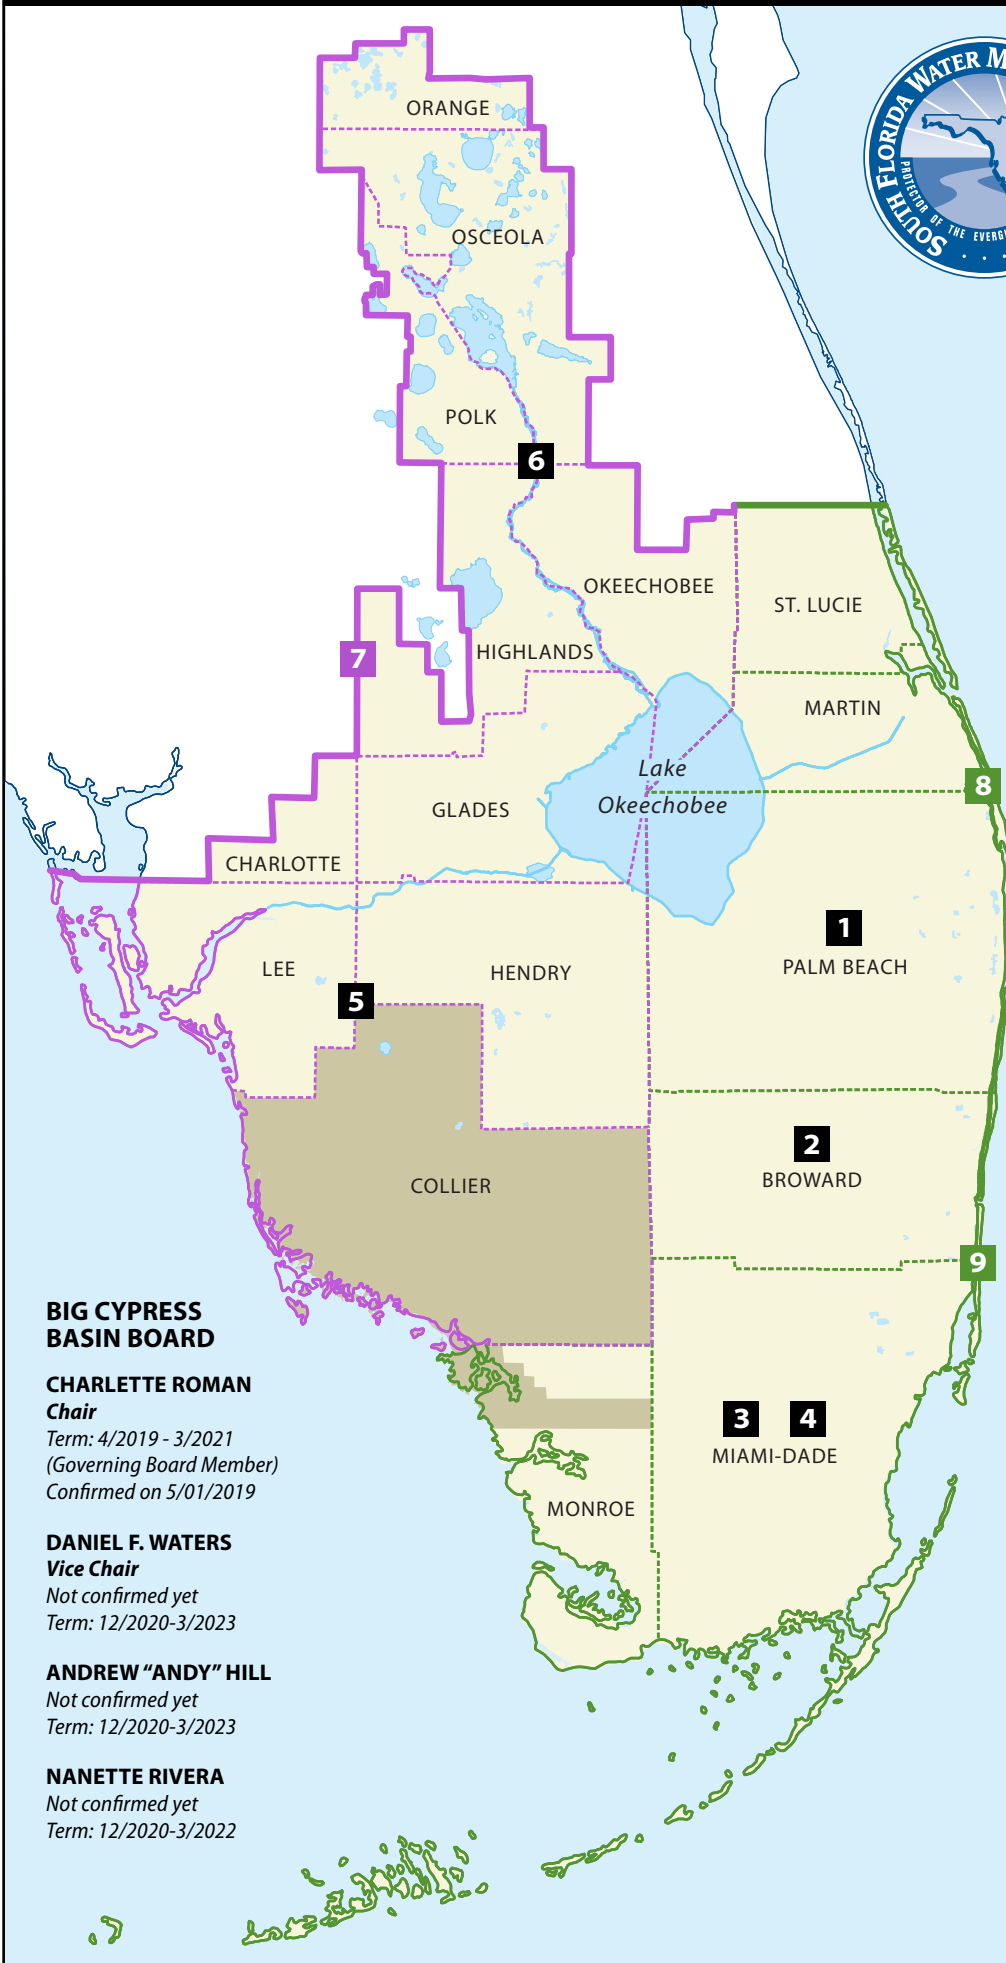 SOUTH FLORIDA WATER M
PROTECTOR OF THE EVERG
ORANGE
OSCEOLA
POLK
6
OKEECHOBEE
ST. LUCIE
HIGHLANDS
7
MARTIN
Lake
Okeechobee
8
GLADES
CHARLOTTE
1
PALM BEACH
LEE
HENDRY
5
2
BROWARD
COLLIER
9
3 4
MIAMI-DADE
MONROE
BIG CYPRESS
BASIN BOARD
CHARLETTE ROMAN
Chair
Term: 4/2019 - 3/2021
(Governing Board Member)
Confirmed on 5/01/2019
DANIEL F. WATERS
Vice Chair
Not confirmed yet
Term: 12/2020-3/2023
ANDREW “ANDY” HILL
Not confirmed yet
Term: 12/2020-3/2023
NANETTE RIVERA
Not confirmed yet
Term: 12/2020-3/2022